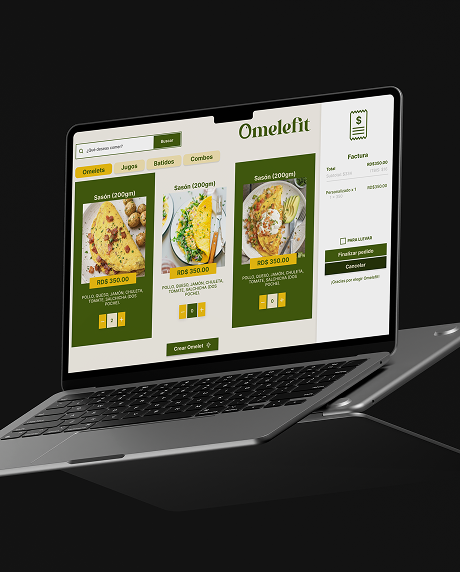 Omelefit
¿Qué deseas comer?
Buscar
Omelets
Jugos
Batidos
Combos
Sasón (200gm)
RD$ 350.00
POLLO, QUESO, JAMÓN, CHULETA,
TOMATE, SALCHICHA (DOS
POCHE).
- 2 +
Sasón (200gm)
RD$ 350.00
POLLO, QUESO, JAMÓN, CHULETA,
TOMATE, SALCHICHA (DOS
POCHE).
- 0 +
Sasón (200gm)
RD$ 350.00
POLLO, QUESO, JAMÓN, CHULETA,
TOMATE, SALCHICHA (DOS
POCHE).
- 0 +
Crear Omelet
$
Factura
Total RD$350.00
Personalizado x 1 RD$350.00
PARA LLEVAR
Finalizar pedido
Cancelar
¡Gracias por elegir Omelefit!